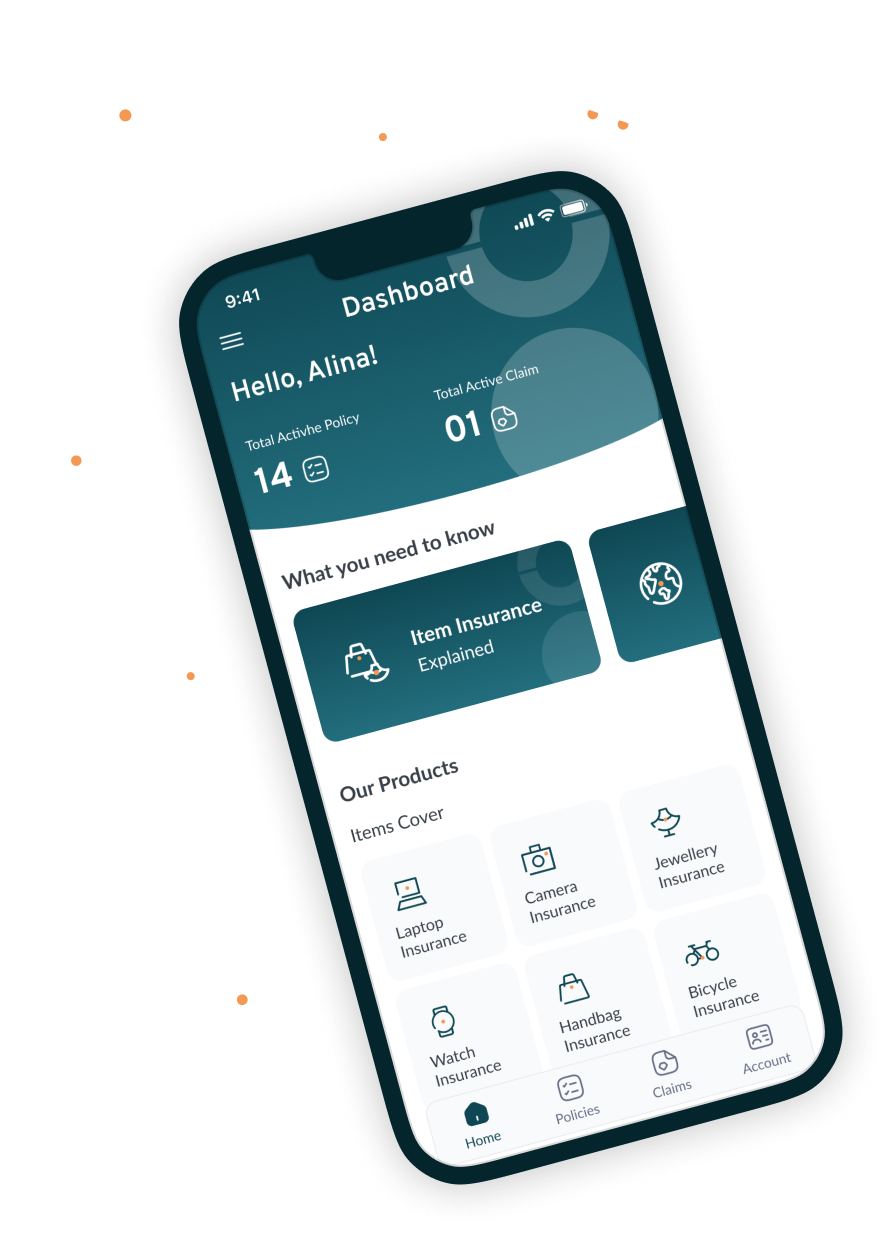 9:41
Dashboard
Hello, Alina!
Total Activhe Policy
14
Total Active Claim
01
What you need to know
Item Insurance
Explained
Our Products
Items Cover
Laptop
Insurance
Camera
Insurance
Jewellery
Insurance
Watch
Insurance
Handbag
Insurance
Bicycle
Insurance
Home
Policies
Claims
Account